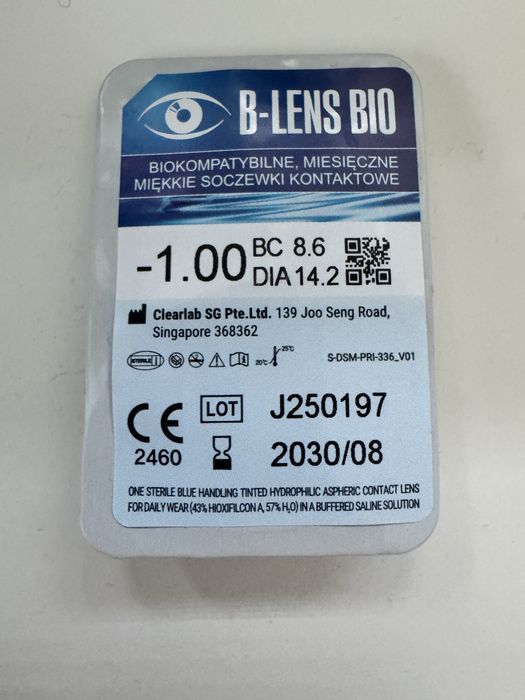 B-LENS BIO
BIOKOMPATYBILNE, MIESIĘCZNE
MIĘKKIE SOCZEWKI KONTAKTOWE
-1.00 BC 8.6
DIA 14.2
Clearlab SG Pte.Ltd. 139 Joo Seng Road,
Singapore 368362
STERILE 20°C 25°C S-DSM-PRI-336_V01
CE LOT J250197
2460 2030/08
ONE STERILE BLUE HANDLING TINTED HYDROPHILIC ASPHERIC CONTACT LENS
FOR DAILY WEAR (43% HIOXIFILCON A, 57% H₂O) IN A BUFFERED SALINE SOLUTION